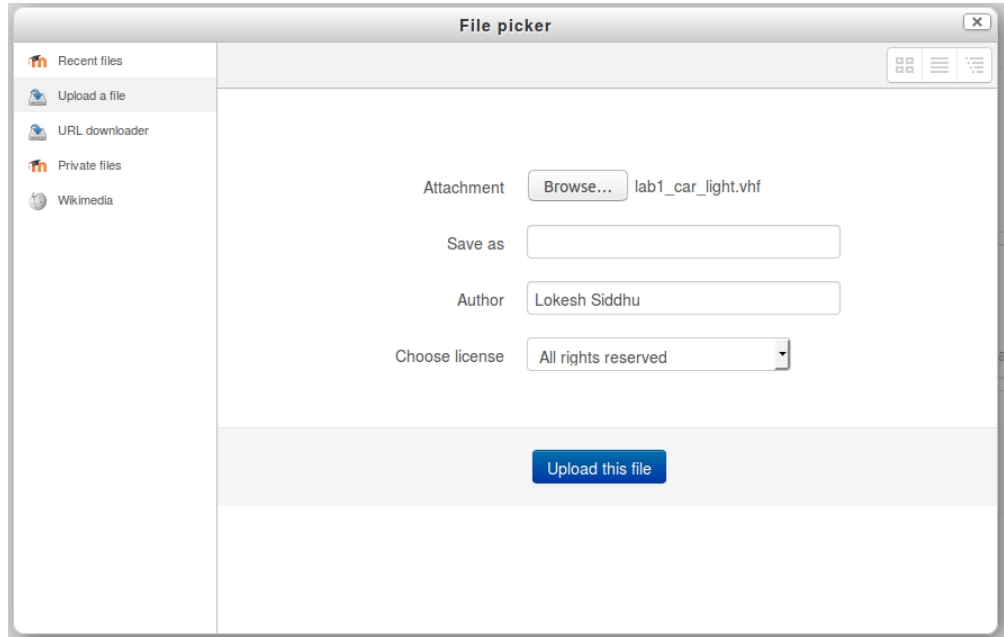 File picker
Recent files
Upload a file
URL downloader
Private files
Wikimedia
Attachment Browse... lab1_car_light.vhf
Save as
Author Lokesh Siddhu
Choose license All rights reserved
Upload this file